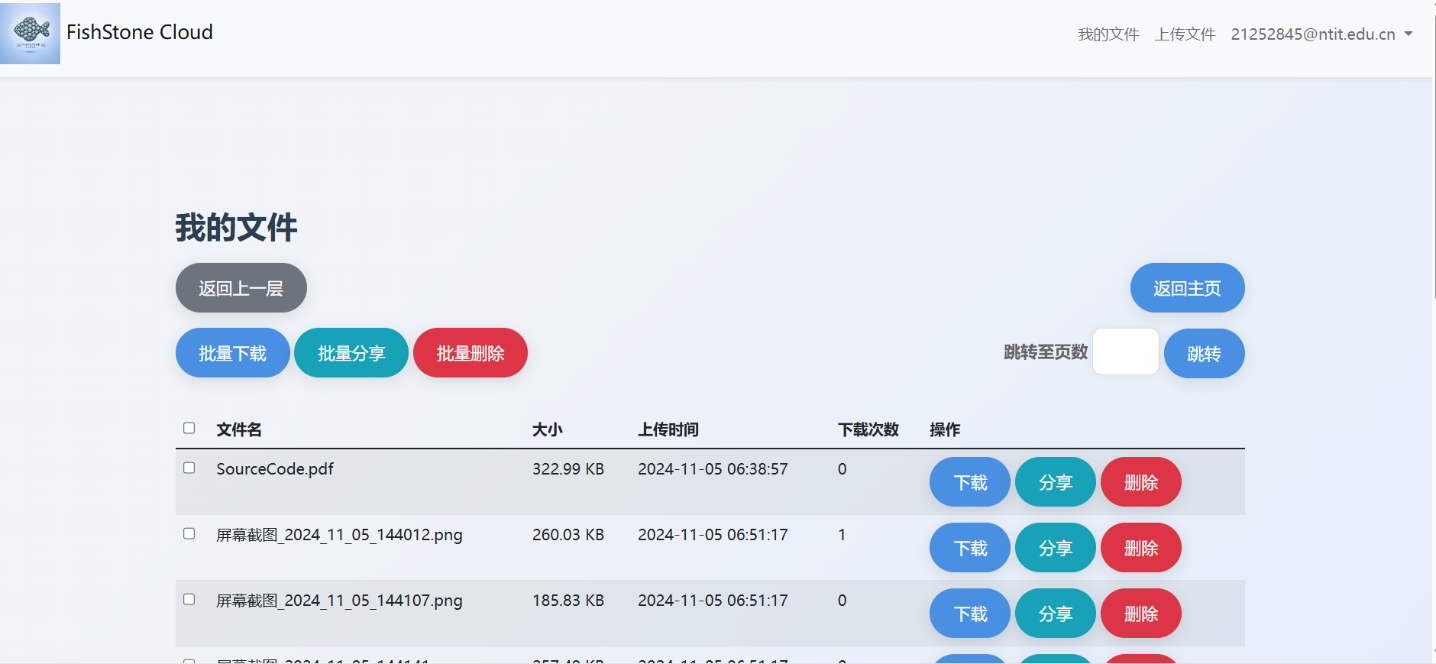 FishStone Cloud
我的文件 上传文件 21252845@ntit.edu.cn
我的文件
返回上一层 返回主页
批量下载 批量分享 批量删除 跳转至页数 跳转
文件名 大小 上传时间 下载次数 操作
SourceCode.pdf 322.99 KB 2024-11-05 06:38:57 0 下载 分享 删除
屏幕截图_2024_11_05_144012.png 260.03 KB 2024-11-05 06:51:17 1 下载 分享 删除
屏幕截图_2024_11_05_144107.png 185.83 KB 2024-11-05 06:51:17 0 下载 分享 删除